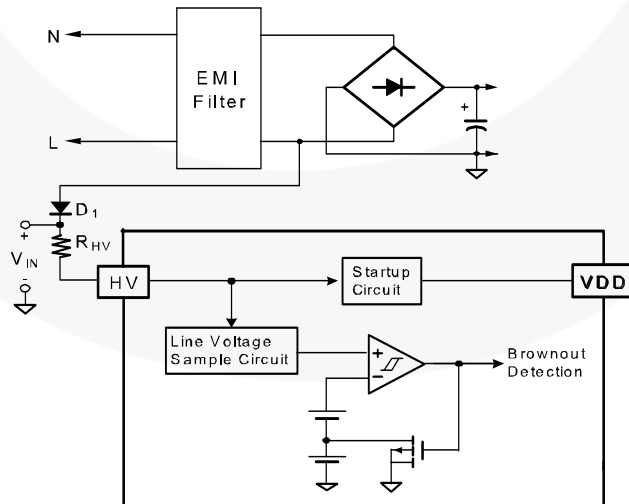 N
EMI
Filter
+
L
D1
+
VIN
-
RHV
HV
Startup
Circuit
VDD
Line Voltage
Sample Circuit
+
−
Brownout
Detection